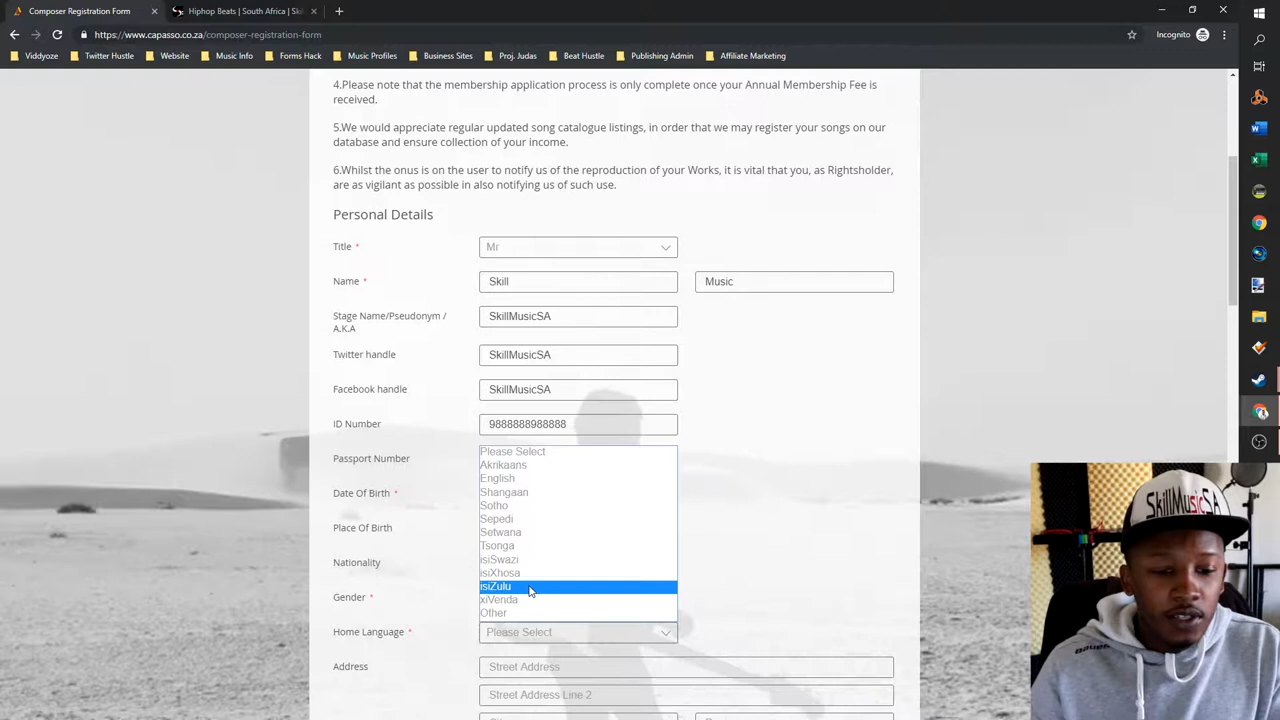 Composer Registration Form
Hiphop Beats | South Africa | Ski
https://www.capasso.co.za/composer-registration-form
Incognito
Viddyoze
Twitter Hustle
Website
Music Info
Forms Hack
Music Profiles
Business Sites
Proj. Judas
Beat Hustle
Publishing Admin
Affiliate Marketing
4.Please note that the membership application process is only complete once your Annual Membership Fee is
received.
5.We would appreciate regular updated song catalogue listings, in order that we may register your songs on our
database and ensure collection of your income.
6.Whilst the onus is on the user to notify us of the reproduction of your Works, it is vital that you, as Rightsholder,
are as vigilant as possible in also notifying us of such use.
Personal Details
Title * Mr
Name * Skill Music
Stage Name/Pseudonym /
A.K.A
SkillMusicSA
Twitter handle SkillMusicSA
Facebook handle SkillMusicSA
ID Number 9888888988888
Passport Number
Date Of Birth *
Place Of Birth
Nationality
Gender *
Please Select
Akrikaans
English
Shangaan
Sotho
Sepedi
Setwana
Tsonga
isiSwazi
isiXhosa
isiZulu
xiVenda
Other
Home Language * Please Select
Address Street Address
Street Address Line 2
SkillMusicSA